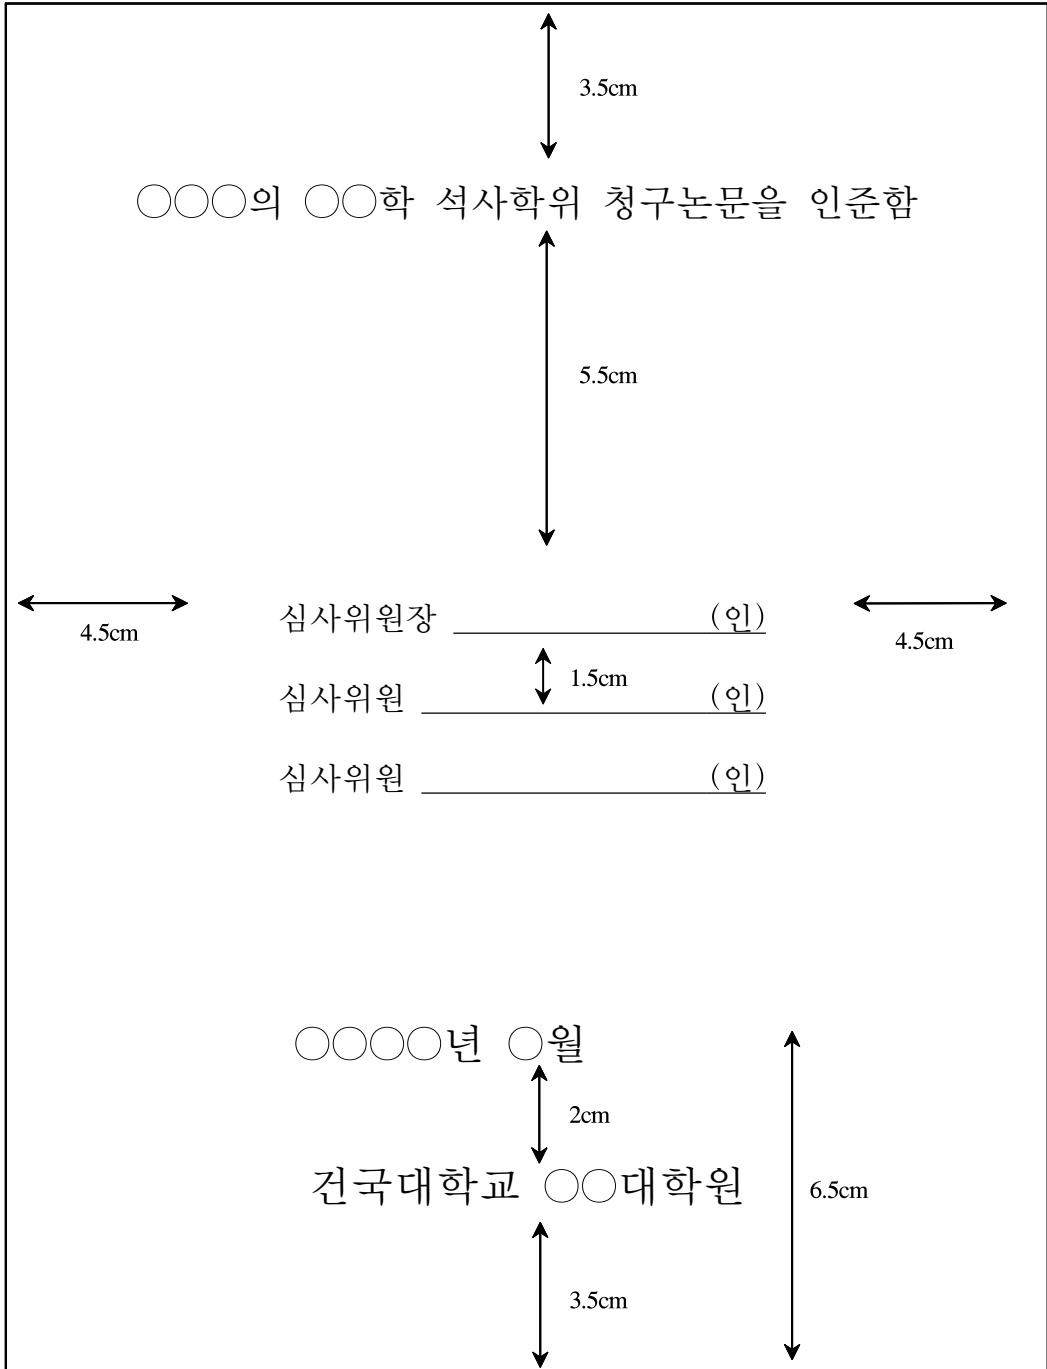 3.5cm
○○○의 ○○학 석사학위 청구논문을 인준함
5.5cm
심사위원장 (인)
4.5cm
4.5cm
1.5cm
심사위원 (인)
심사위원 (인)
○○○○년 ○월
2cm
건국대학교 ○○대학원
6.5cm
3.5cm